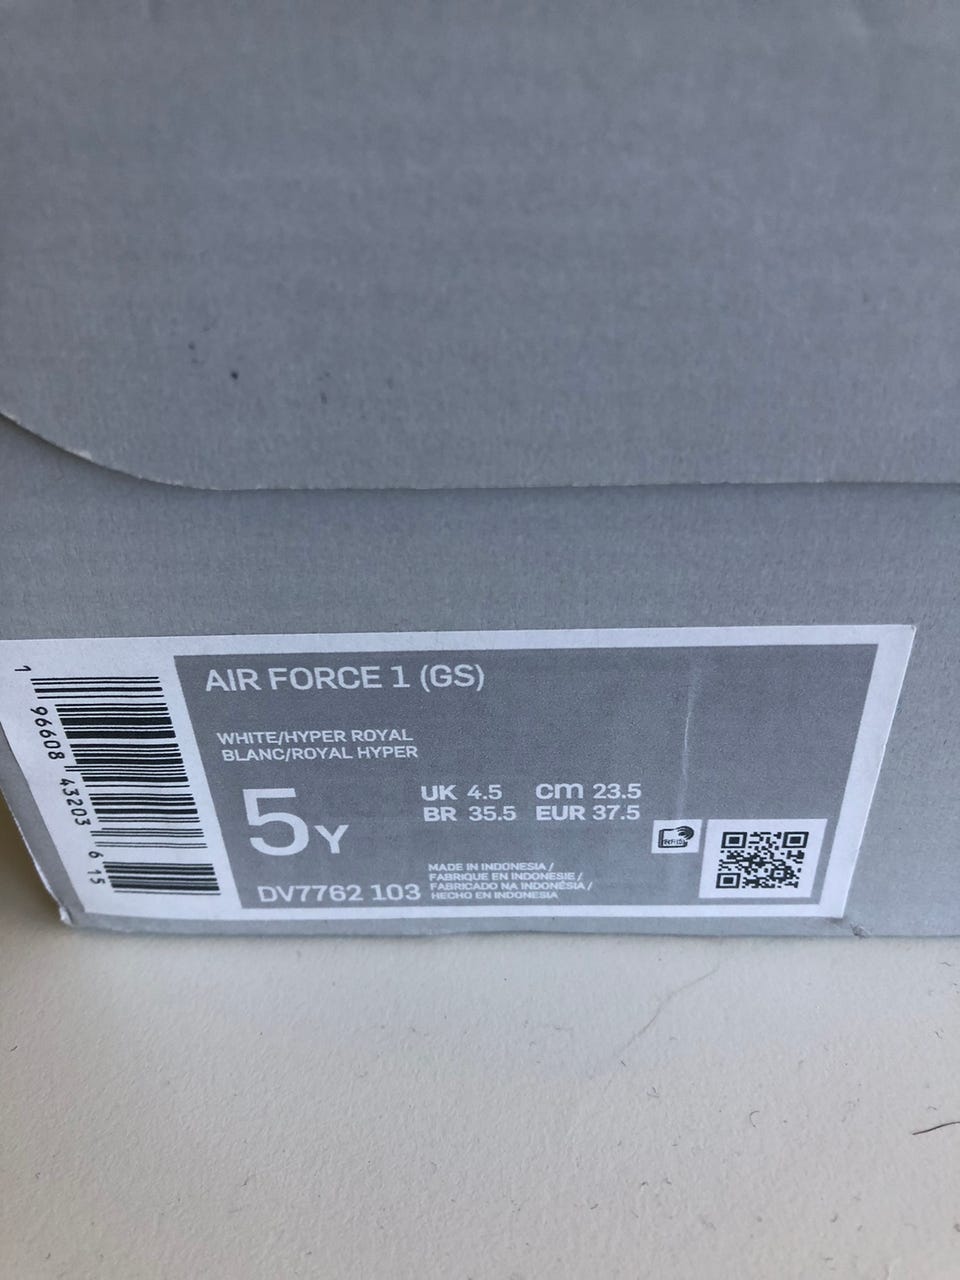 AIR FORCE 1 (GS)
WHITE/HYPER ROYAL
BLANC/ROYAL HYPER
5Y
UK 4.5 cm 23.5
BR 35.5 EUR 37.5
DV7762 103
MADE IN INDONESIA /
FABRIQUE EN INDONESIE /
FABRICADO NA INDONÉSIA /
HECHO EN INDONESIA
1 96608 43203 6 15